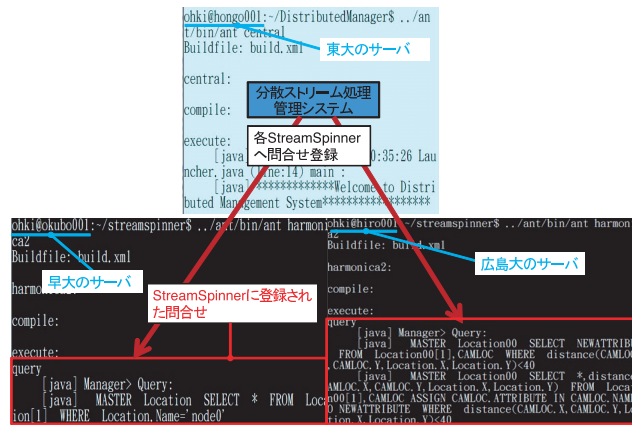 ohki@hongo001:~/DistributedManager$ ../an
t/bin/ant central
Buildfile: build.xml
東大のサーバ
central:
分散ストリーム処理
管理システム
compile:
各StreamSpinner
へ問合せ登録
execute:
[java] 0:35:26 Lau
ncher.java (line:14) main :
[java] *************Welcome to Distri
buted Management System******************
ohki@okubo001:~/streamspinner$ ../ant/bin/ant harmoni
ca2
Buildfile: build.xml
早大のサーバ
harmonica2:
StreamSpinnerに登録され
た問合せ
compile:
execute:
query
[java] Manager> Query:
[java] MASTER Location SELECT * FROM Loca
ion[1] WHERE Location.Name='node0'
ohki@hiro001:~/streamspinner$ ../ant/bin/ant harmon
a2
Buildfile: build.xml
広島大のサーバ
harmonica2:
compile:
execute:
query
[java] Manager> Query:
[java] MASTER Location00 SELECT NEWATTRIBU
FROM Location00[1],CAMLOC WHERE distance(CAMLOC
,CAMLOC.Y,Location.X,Location.Y)<40
[java] MASTER Location00 SELECT *,distance
AMLOC.X,CAMLOC.Y,Location.X,Location.Y) FROM Locat
n00[1],CAMLOC ASSIGN CAMLOC.ATTRIBUTE IN CAMLOC.NAME
O NEWATTRIBUTE WHERE distance(CAMLOC.X,CAMLOC.Y,L
tion.X,Location.Y)<40